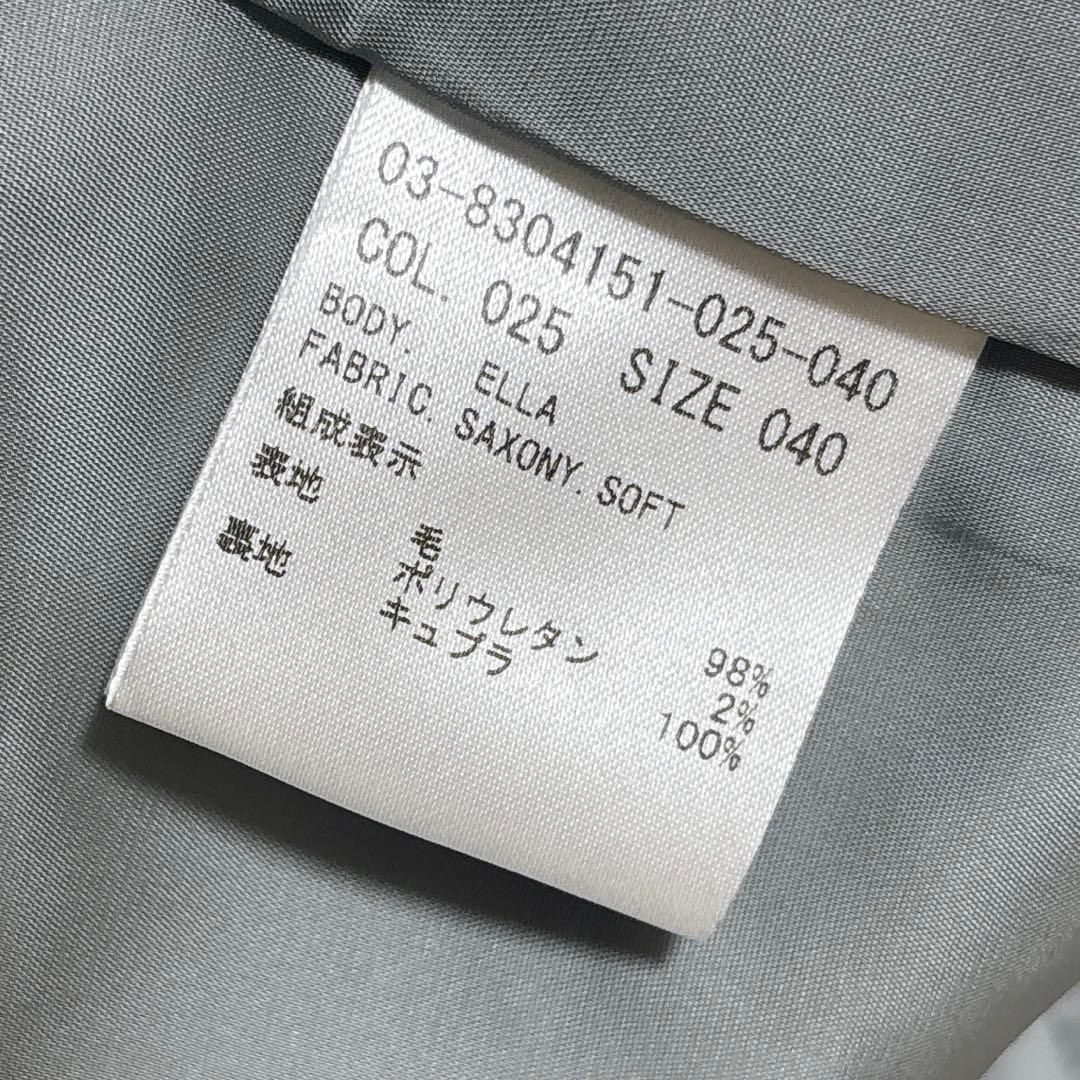 03-8304151-025-040
COL. 025 SIZE 040
BODY. ELLA
FABRIC. SAXONY.SOFT
組成表示
表地 毛 98%
ポリウレタン 2%
裏地 キュプラ 100%